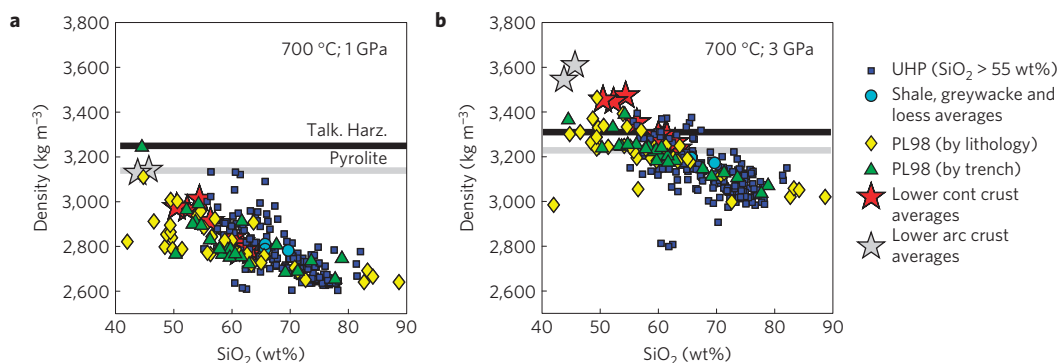 a
3,800
3,600
3,400
3,200
3,000
2,800
2,600
Density (kg m⁻³)
700 °C; 1 GPa
Talk. Harz.
Pyrolite
40 50 60 70 80 90
SiO₂ (wt%)
b
3,800
3,600
3,400
3,200
3,000
2,800
2,600
Density (kg m⁻³)
700 °C; 3 GPa
40 50 60 70 80 90
SiO₂ (wt%)
UHP (SiO₂ > 55 wt%)
Shale, greywacke and
loess averages
PL98 (by lithology)
PL98 (by trench)
Lower cont crust
averages
Lower arc crust
averages